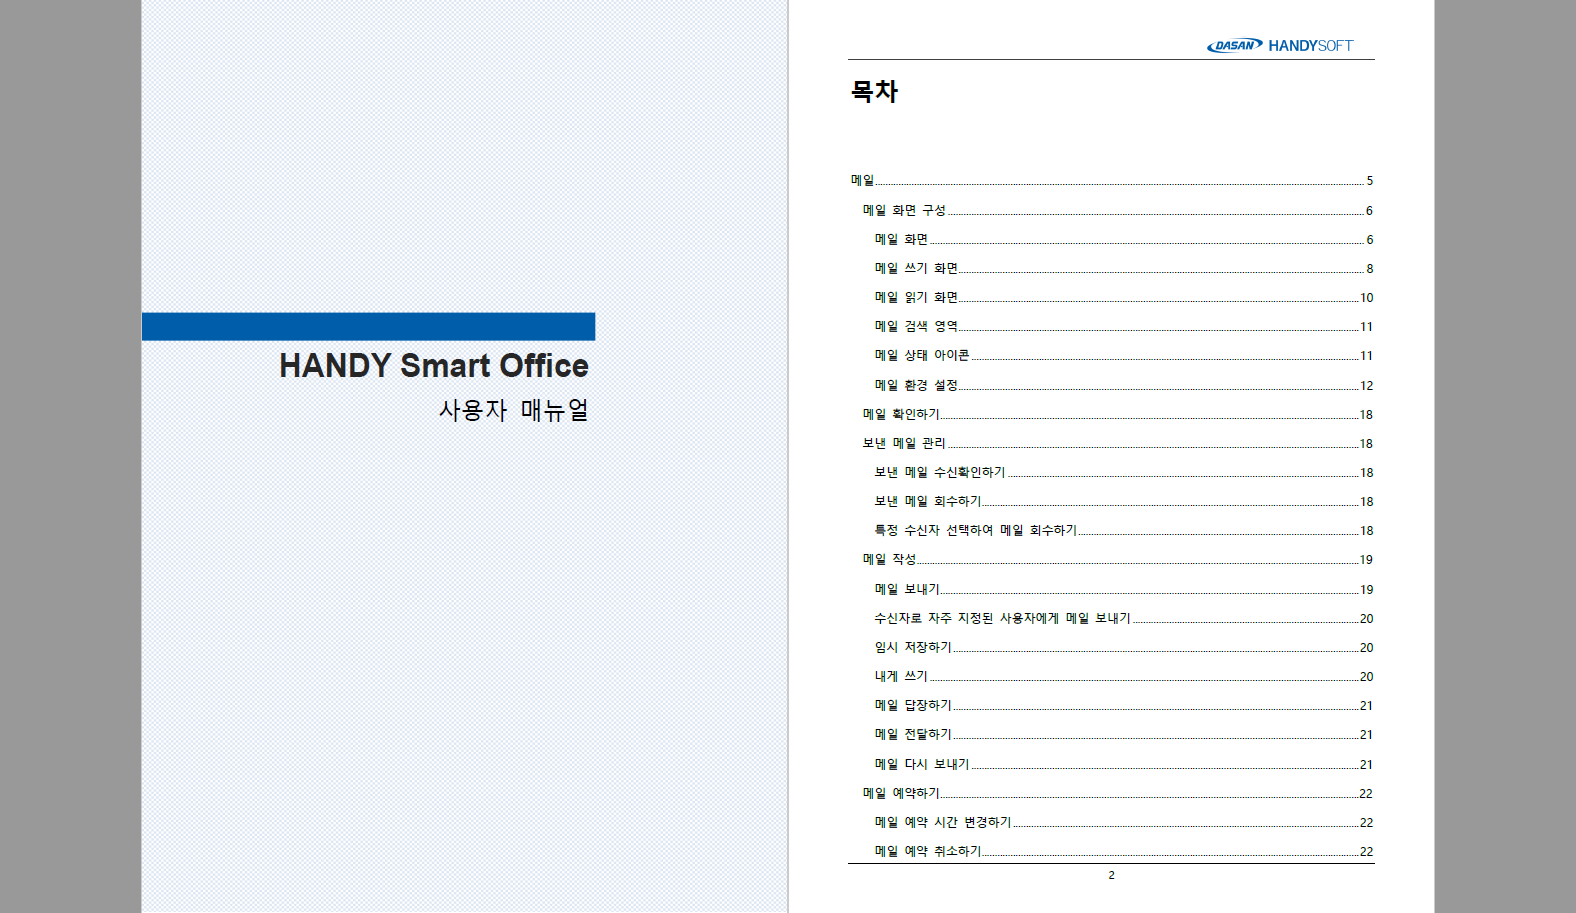 HANDY Smart Office
사용자 매뉴얼
DASAN HANDYSOFT
목차
메일 5
메일 화면 구성 6
메일 화면 6
메일 쓰기 화면 8
메일 읽기 화면 10
메일 검색 영역 11
메일 상태 아이콘 11
메일 환경 설정 12
메일 확인하기 18
보낸 메일 관리 18
보낸 메일 수신확인하기 18
보낸 메일 회수하기 18
특정 수신자 선택하여 메일 회수하기 18
메일 작성 19
메일 보내기 19
수신자로 자주 지정된 사용자에게 메일 보내기 20
임시 저장하기 20
내게 쓰기 20
메일 답장하기 21
메일 전달하기 21
메일 다시 보내기 21
메일 예약하기 22
메일 예약 시간 변경하기 22
메일 예약 취소하기 22
2